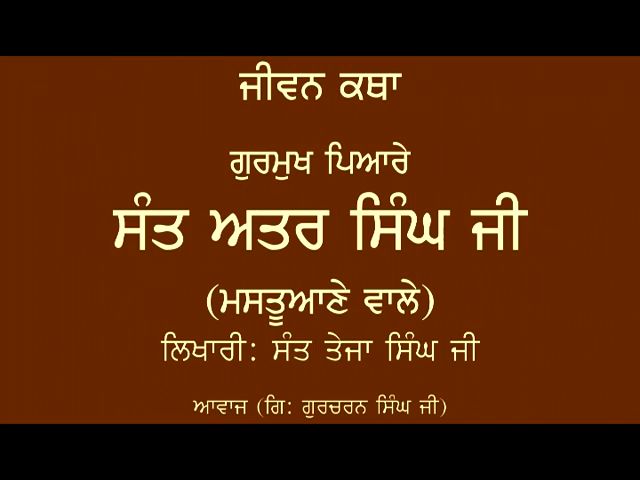 ਜੀਵਨ ਕਥਾ
ਗੁਰਮੁਖ ਪਿਆਰੇ
ਸੰਤ ਅਤਰ ਸਿੰਘ ਜੀ
(ਮਸਤੂਆਣੇ ਵਾਲੇ)
ਲਿਖਾਰੀ: ਸੰਤ ਤੇਜਾ ਸਿੰਘ ਜੀ
ਆਵਾਜ (ਗਿ: ਗੁਰਚਰਨ ਸਿੰਘ ਜੀ)